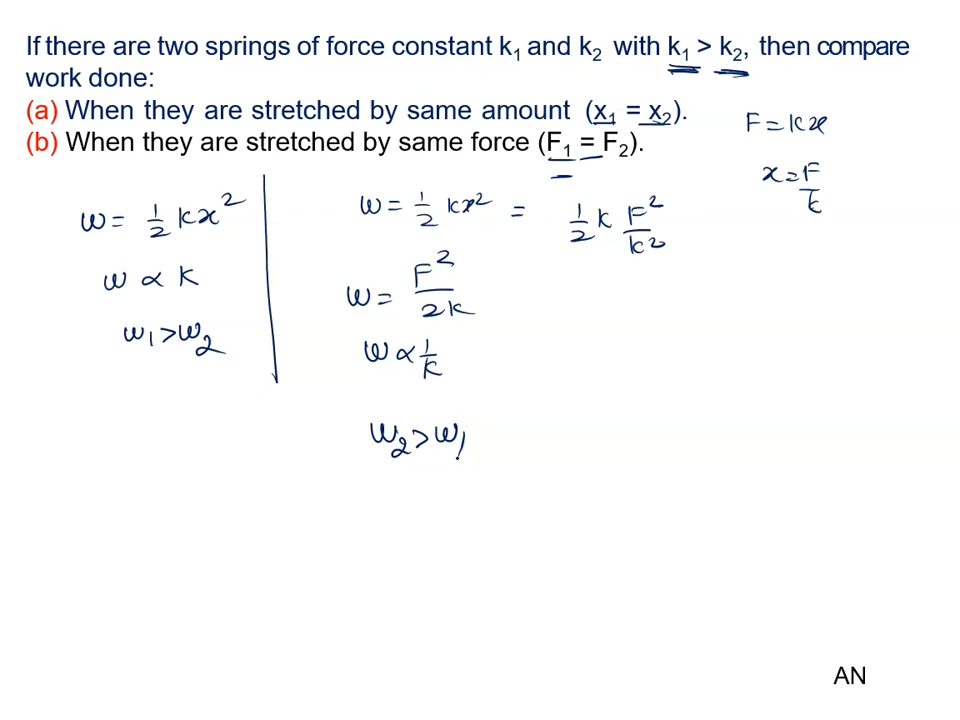 If there are two springs of force constant k₁ and k₂ with k₁ > k₂, then compare
work done:
(a) When they are stretched by same amount (x₁ = x₂).
(b) When they are stretched by same force (F₁ = F₂).
F = kx
x = F/k
W = 1/2 kx²
W ∝ k
W₁ > W₂
W = 1/2 kx² = 1/2 k F²/k²
W = F²/2k
W ∝ 1/k
W₂ > W₁
AN